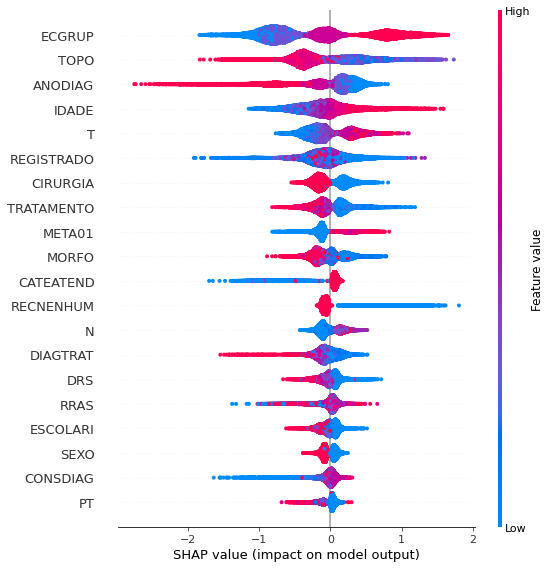 High
ECGRUP
TOPO
ANODIAG
IDADE
T
REGISTRADO
CIRURGIA
TRATAMENTO
META01
MORFO
CATEATEND
RECNENHUM
N
DIAGTRAT
DRS
RRAS
ESCOLARI
SEXO
CONSDIAG
PT
Feature value
Low
−2 −1 0 1 2
SHAP value (impact on model output)